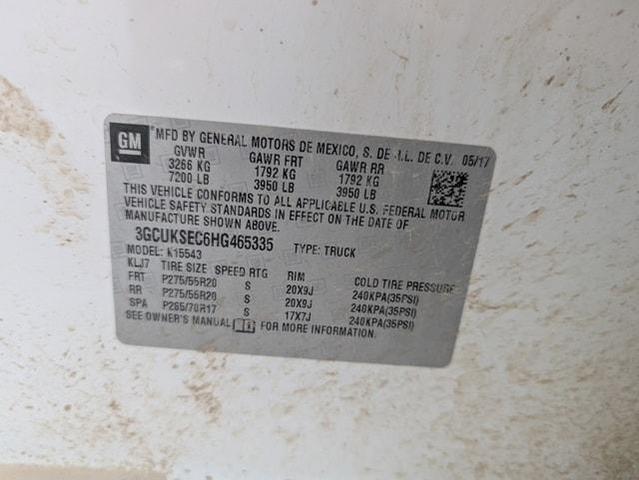 GM
MFD BY GENERAL MOTORS DE MEXICO, S. DE R.L. DE C.V. 05/17
GVWR GAWR FRT GAWR RR
3266 KG 1792 KG 1792 KG
7200 LB 3950 LB 3950 LB
THIS VEHICLE CONFORMS TO ALL APPLICABLE U.S. FEDERAL MOTOR
VEHICLE SAFETY STANDARDS IN EFFECT ON THE DATE OF
MANUFACTURE SHOWN ABOVE.
3GCUKSEC6HG465335 TYPE: TRUCK
MODEL: K15543
KLJ7 TIRE SIZE SPEED RTG RIM COLD TIRE PRESSURE
FRT P275/55R20 S 20X9J 240KPA(35PSI)
RR P275/55R20 S 20X9J 240KPA(35PSI)
SPA P265/70R17 S 17X7J 240KPA(35PSI)
SEE OWNER'S MANUAL FOR MORE INFORMATION.